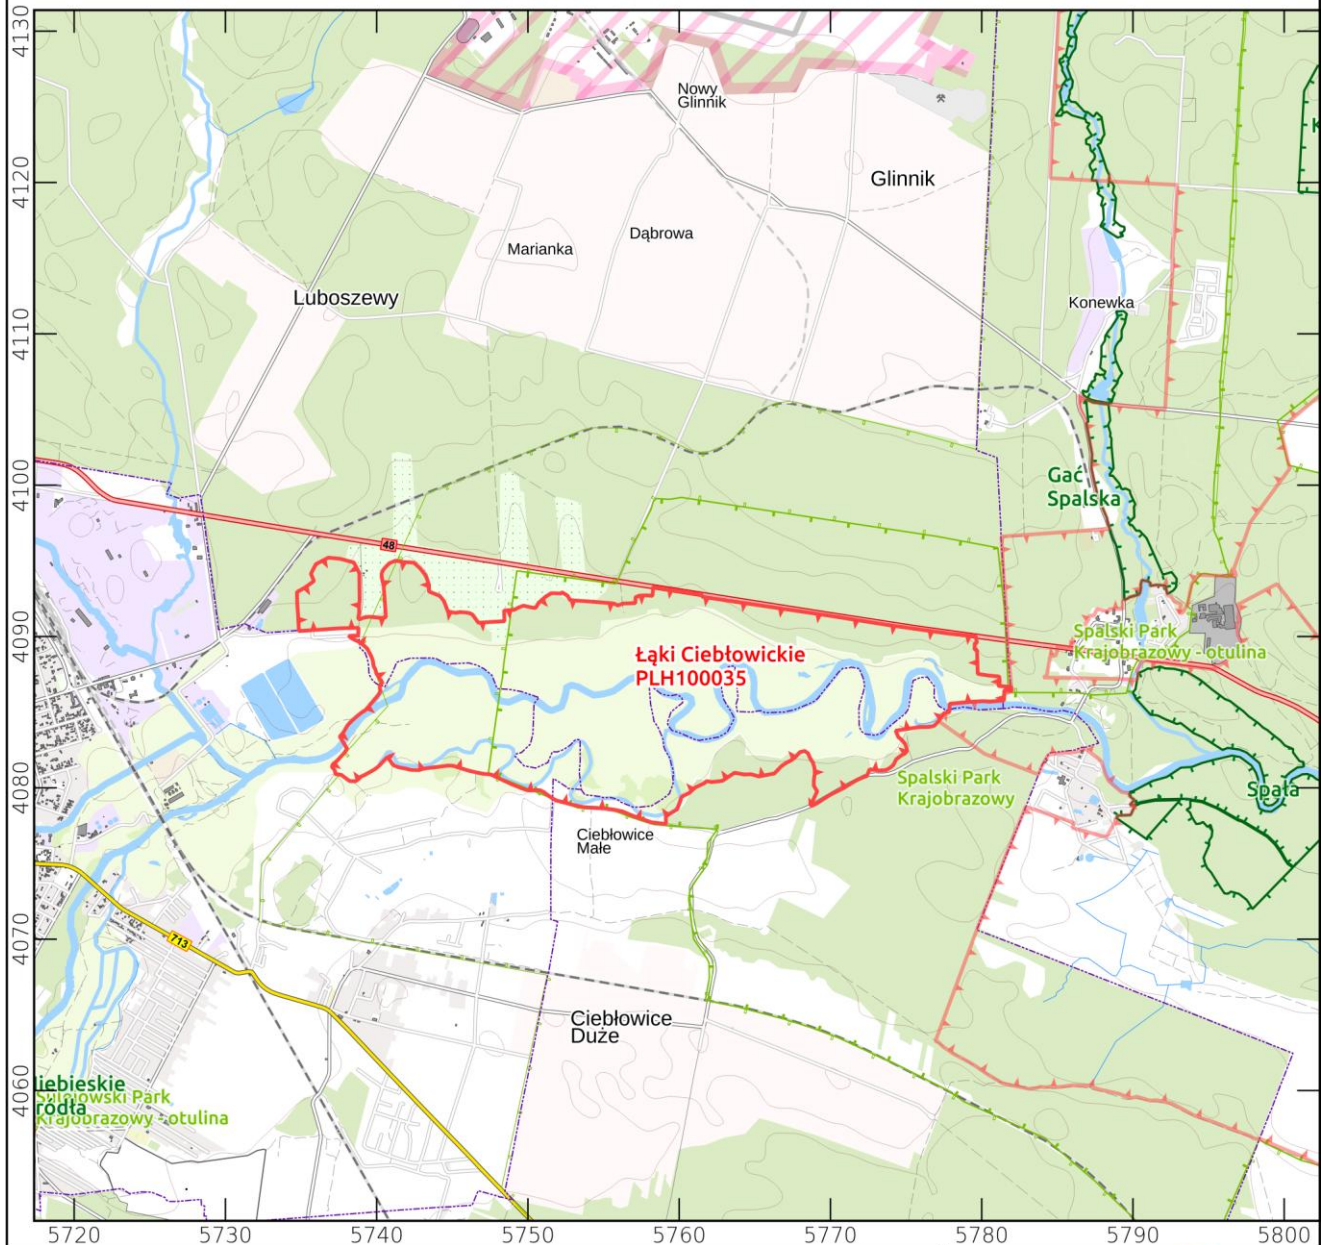 4130
4120
4110
4100
4090
4080
4070
4060
Nowy
Glinnik
Glinnik
Marianka
Dąbrowa
Luboszewy
Konewka
Gać
Spalska
K
48
Łąki Ciebłowickie
PLH100035
Spalski Park
Krajobrazowy - otulina
Spalski Park
Krajobrazowy
Spała
Ciebłowice
Małe
713
Ciebłowice
Duże
iebieskie
ródła
Sulejowski Park
Krajobrazowy - otulina
5720
5730
5740
5750
5760
5770
5780
5790
5800